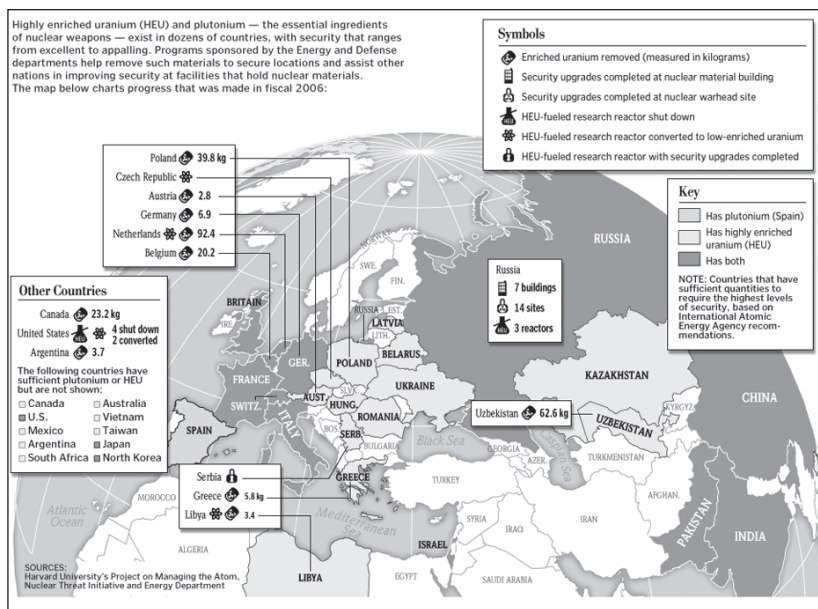 Highly enriched uranium (HEU) and plutonium — the essential ingredients
of nuclear weapons — exist in dozens of countries, with security that ranges
from excellent to appalling. Programs sponsored by the Energy and Defense
departments help remove such materials to secure locations and assist other
nations in improving security at facilities that hold nuclear materials.
The map below charts progress that was made in fiscal 2006:
Symbols
Enriched uranium removed (measured in kilograms)
Security upgrades completed at nuclear material building
Security upgrades completed at nuclear warhead site
HEU-fueled research reactor shut down
HEU-fueled research reactor converted to low-enriched uranium
HEU-fueled research reactor with security upgrades completed
Key
Has plutonium (Spain)
Has highly enriched
uranium (HEU)
Has both
NOTE: Countries that have
sufficient quantities to
require the highest levels
of security, based on
International Atomic
Energy Agency recom-
mendations.
Poland 39.8 kg
Czech Republic
Austria 2.8
Germany 6.9
Netherlands 92.4
Belgium 20.2
Other Countries
Canada 23.2 kg
United States HEU 4 shut down
2 converted
Argentina 3.7
The following countries have
sufficient plutonium or HEU
but are not shown:
Canada Australia
U.S. Vietnam
Mexico Taiwan
Argentina Japan
South Africa North Korea
Russia
7 buildings
14 sites
3 reactors
Uzbekistan 62.6 kg
Serbia
Greece 5.8 kg
Libya 3.4
RUSSIA
NORWAY
SWE.
FIN.
RUSSIA
EST.
LATVIA
LITH.
BRITAIN
IRE.
GER.
POLAND
BELARUS
FRANCE
SLV.
UKRAINE
KAZAKHSTAN
SWITZ.
AUST.
HUNG.
ROMANIA
CHINA
KYRGYZ.
UZBEKISTAN
SPAIN
ITALY
BOS.
SERB.
BULGARIA
Black Sea
GEORGIA
Caspian Sea
AZER.
TURKMENISTAN
GREECE
TURKEY
AFGHAN.
MOROCCO
Atlantic
Ocean
Mediterranean
Sea
SYRIA
IRAQ
IRAN
PAKISTAN
INDIA
ISRAEL
ALGERIA
LIBYA
EGYPT
SAUDI ARABIA
SOURCES:
Harvard University's Project on Managing the Atom,
Nuclear Threat Initiative and Energy Department